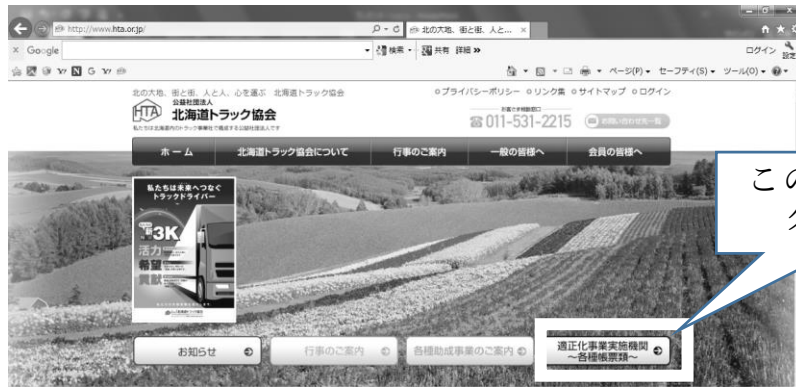 http://www.hta.or.jp/
北の大地、街と街、人と...
× Google
検索
共有 詳細 »
ログイン
設定
ページ(P) セーフティ(S) ツール(O)
北の大地、街と街、人と人、心を運ぶ 北海道トラック協会
プライバシーポリシー リンク集 サイトマップ ログイン
公益社団法人
HTA 北海道トラック協会
私たちは北海道内のトラック事業社で構成する公益社団法人です
お客さま相談窓口
011-531-2215
お問い合わせ先一覧
ホーム 北海道トラック協会について 行事のご案内 一般の皆様へ 会員の皆様へ
私たちは未来へつなぐ
トラックドライバー
3K
活力
希望
貢献
この
ク
お知らせ
行事のご案内
各種助成事業のご案内
適正化事業実施機関
~各種帳票類~